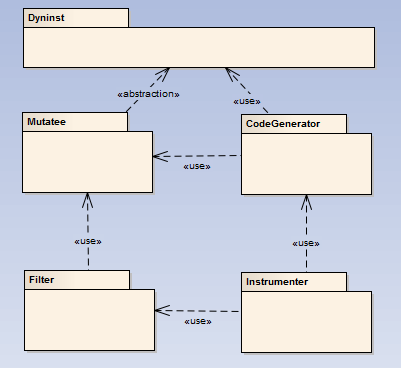 Dyninst
«abstraction»
«use»
Mutatee
CodeGenerator
«use»
«use»
«use»
Filter
Instrumenter
«use»